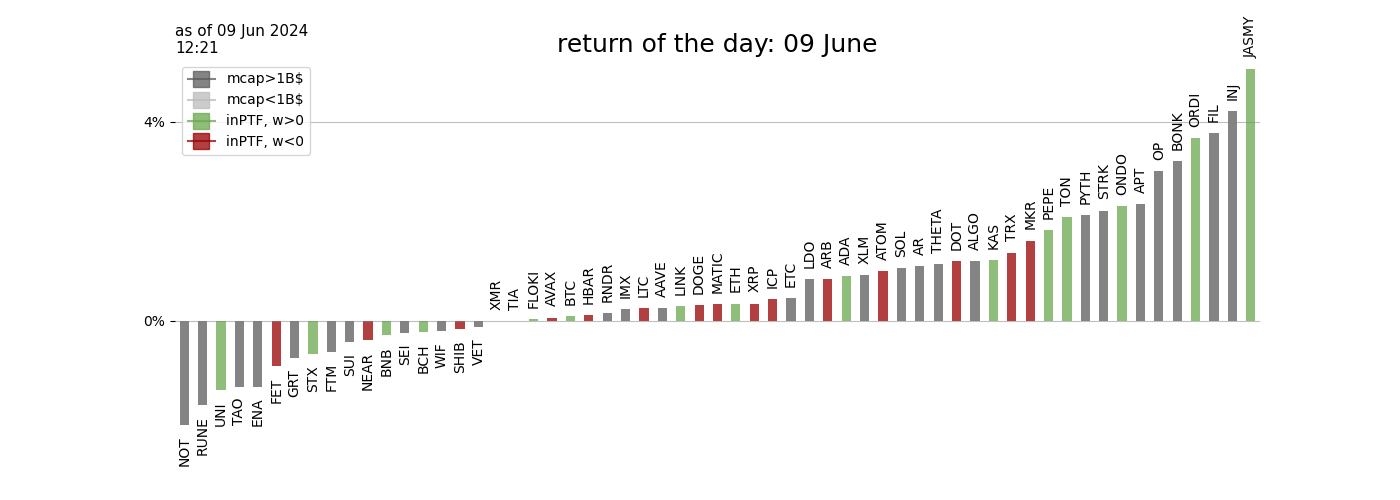 as of 09 Jun 2024
12:21
return of the day: 09 June
mcap>1B$
mcap<1B$
inPTF, w>0
inPTF, w<0
4%
0%
NOT
RUNE
UNI
TAO
ENA
FET
GRT
STX
FTM
SUI
NEAR
BNB
SEI
BCH
WIF
SHIB
VET
XMR
TIA
FLOKI
AVAX
BTC
HBAR
RNDR
IMX
LTC
AAVE
LINK
DOGE
MATIC
ETH
XRP
ICP
ETC
LDO
ARB
ADA
XLM
ATOM
SOL
AR
THETA
DOT
ALGO
KAS
TRX
MKR
PEPE
TON
PYTH
STRK
ONDO
APT
OP
BONK
ORDI
FIL
INJ
JASMY